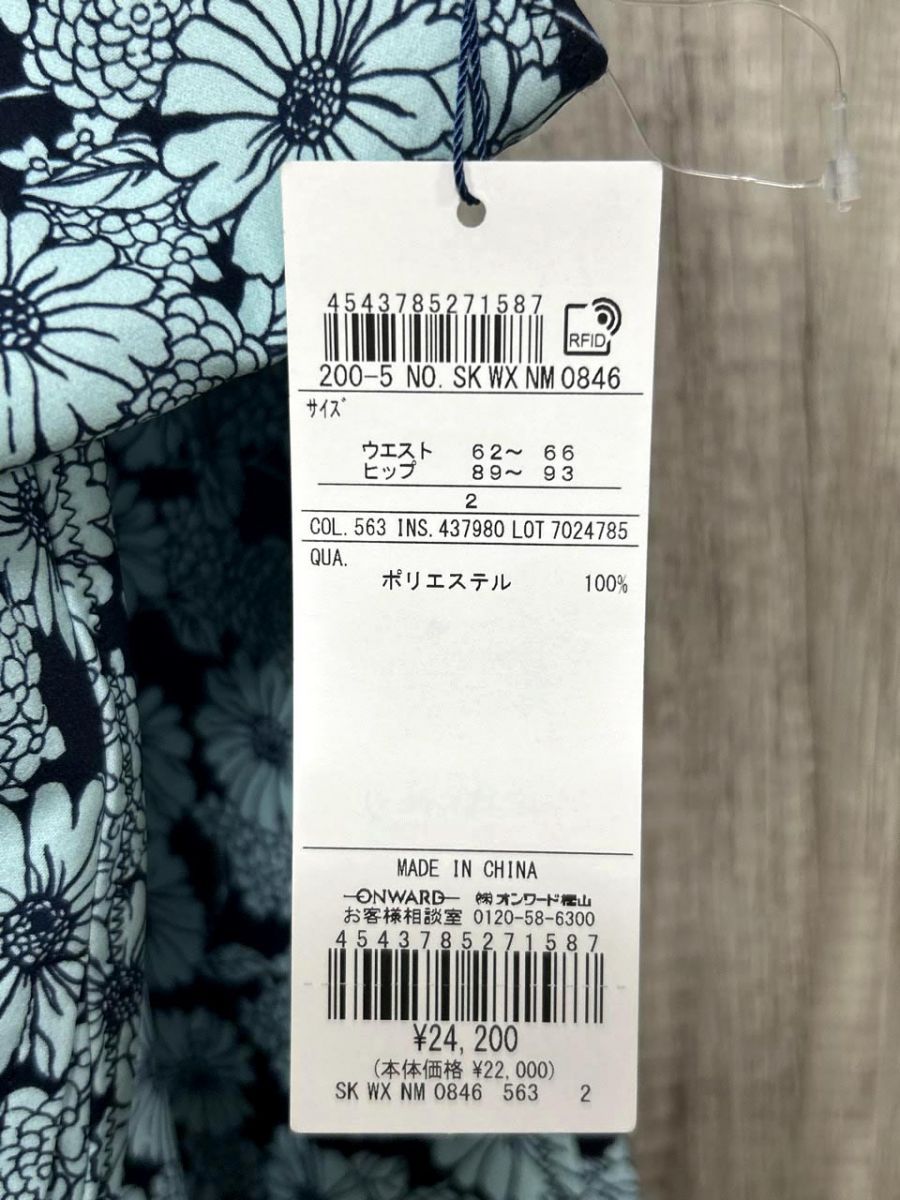 4543785271587
RFID
200-5 NO. SK WX NM 0846
サイズ
ウエスト 62～ 66
ヒップ 89～ 93
2
COL. 563 INS. 437980 LOT 7024785
QUA.
ポリエステル 100%
MADE IN CHINA
ONWARD ㈱オンワード樫山
お客様相談室 0120-58-6300
4543785271587
¥24,200
(本体価格 ¥22,000)
SK WX NM 0846 563 2